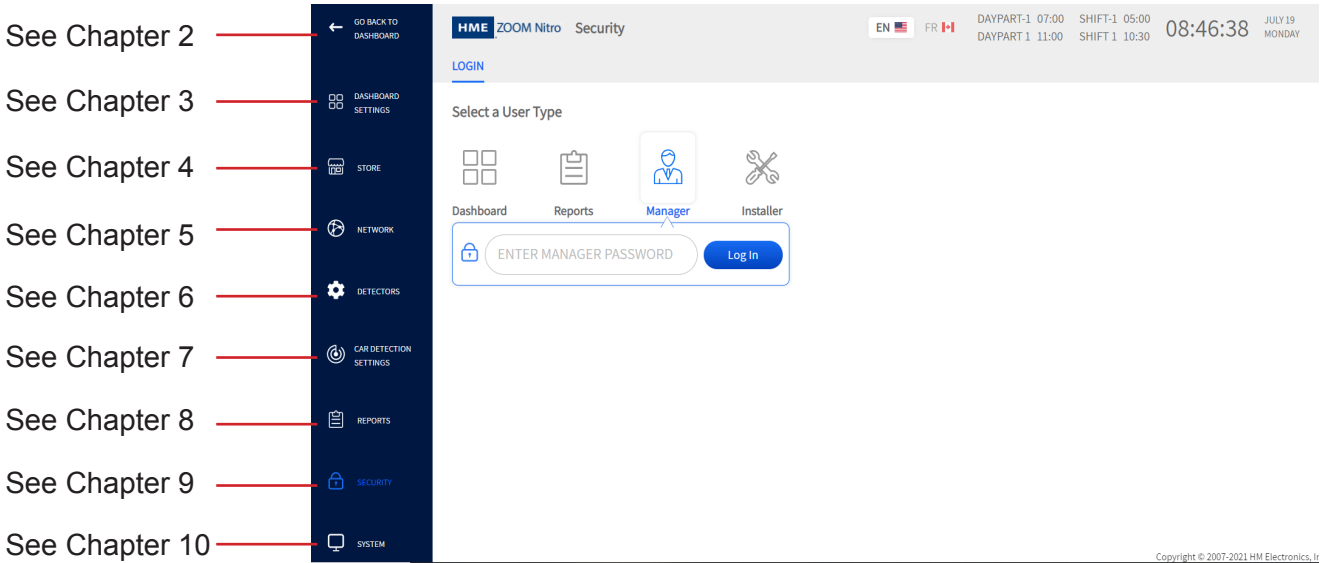 See Chapter 2
See Chapter 3
See Chapter 4
See Chapter 5
See Chapter 6
See Chapter 7
See Chapter 8
See Chapter 9
See Chapter 10
GO BACK TO
DASHBOARD
DASHBOARD
SETTINGS
STORE
NETWORK
DETECTORS
CAR DETECTION
SETTINGS
REPORTS
SECURITY
SYSTEM
HME ZOOM Nitro Security
EN FR
DAYPART-1 07:00 SHIFT-1 05:00
DAYPART 1 11:00 SHIFT 1 10:30
08:46:38
JULY 19
MONDAY
LOGIN
Select a User Type
Dashboard Reports Manager Installer
ENTER MANAGER PASSWORD Log In
Copyright © 2007-2021 HM Electronics,